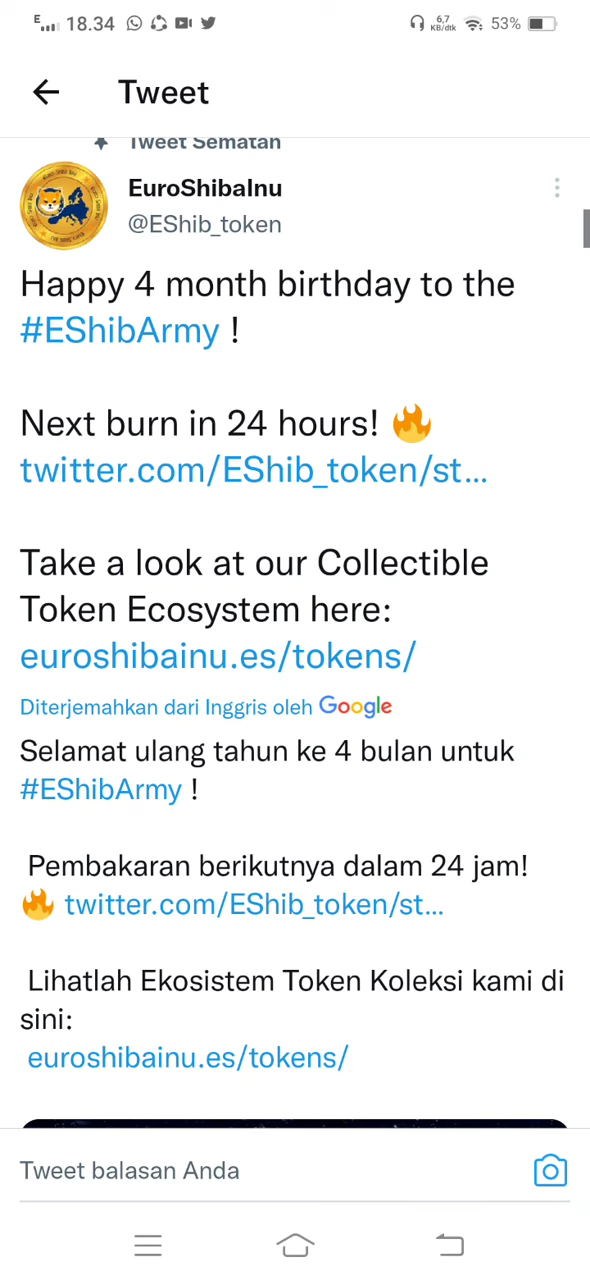 E
18.34
6,7
KB/dtk
53%
Tweet
Tweet Sematan
EuroShibaInu
@EShib_token
Happy 4 month birthday to the
#EShibArmy !
Next burn in 24 hours! 🔥
twitter.com/EShib_token/st...
Take a look at our Collectible
Token Ecosystem here:
euroshibainu.es/tokens/
Diterjemahkan dari Inggris oleh Google
Selamat ulang tahun ke 4 bulan untuk
#EShibArmy !
Pembakaran berikutnya dalam 24 jam!
🔥 twitter.com/EShib_token/st...
Lihatlah Ekosistem Token Koleksi kami di
sini:
euroshibainu.es/tokens/
Tweet balasan Anda